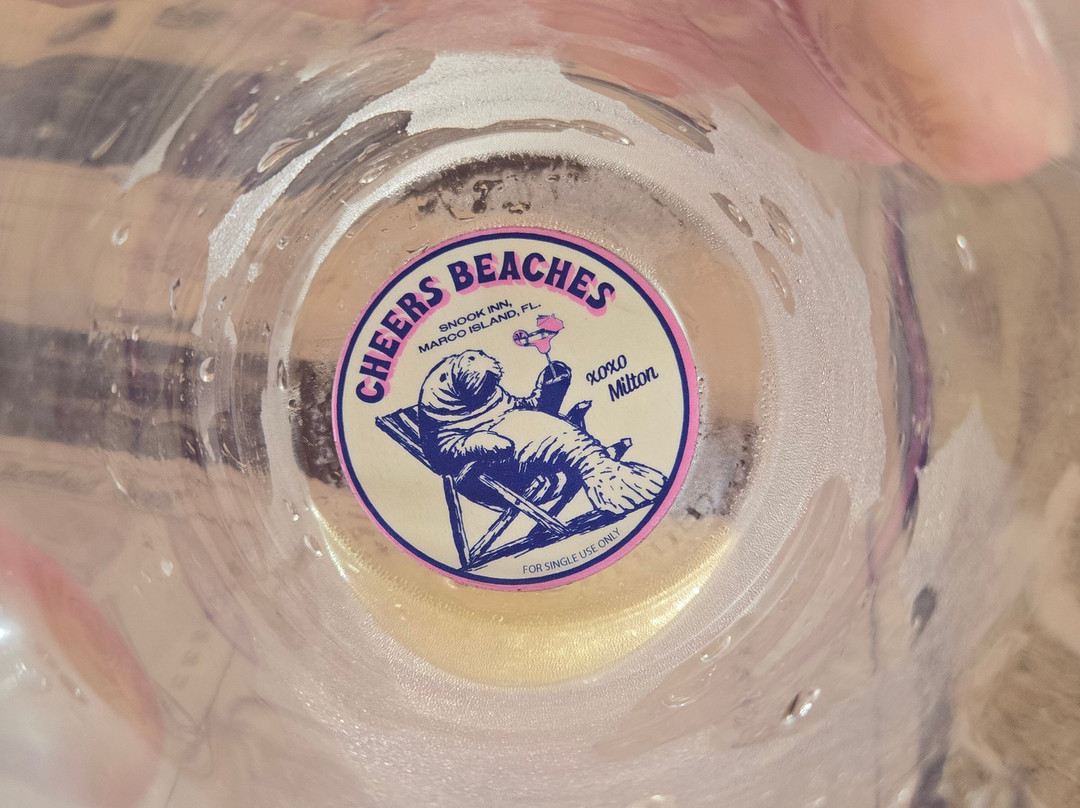 CHEERS BEACHES
SNOOK INN,
MARCO ISLAND, FL.
xoxo
Milton
FOR SINGLE USE ONLY